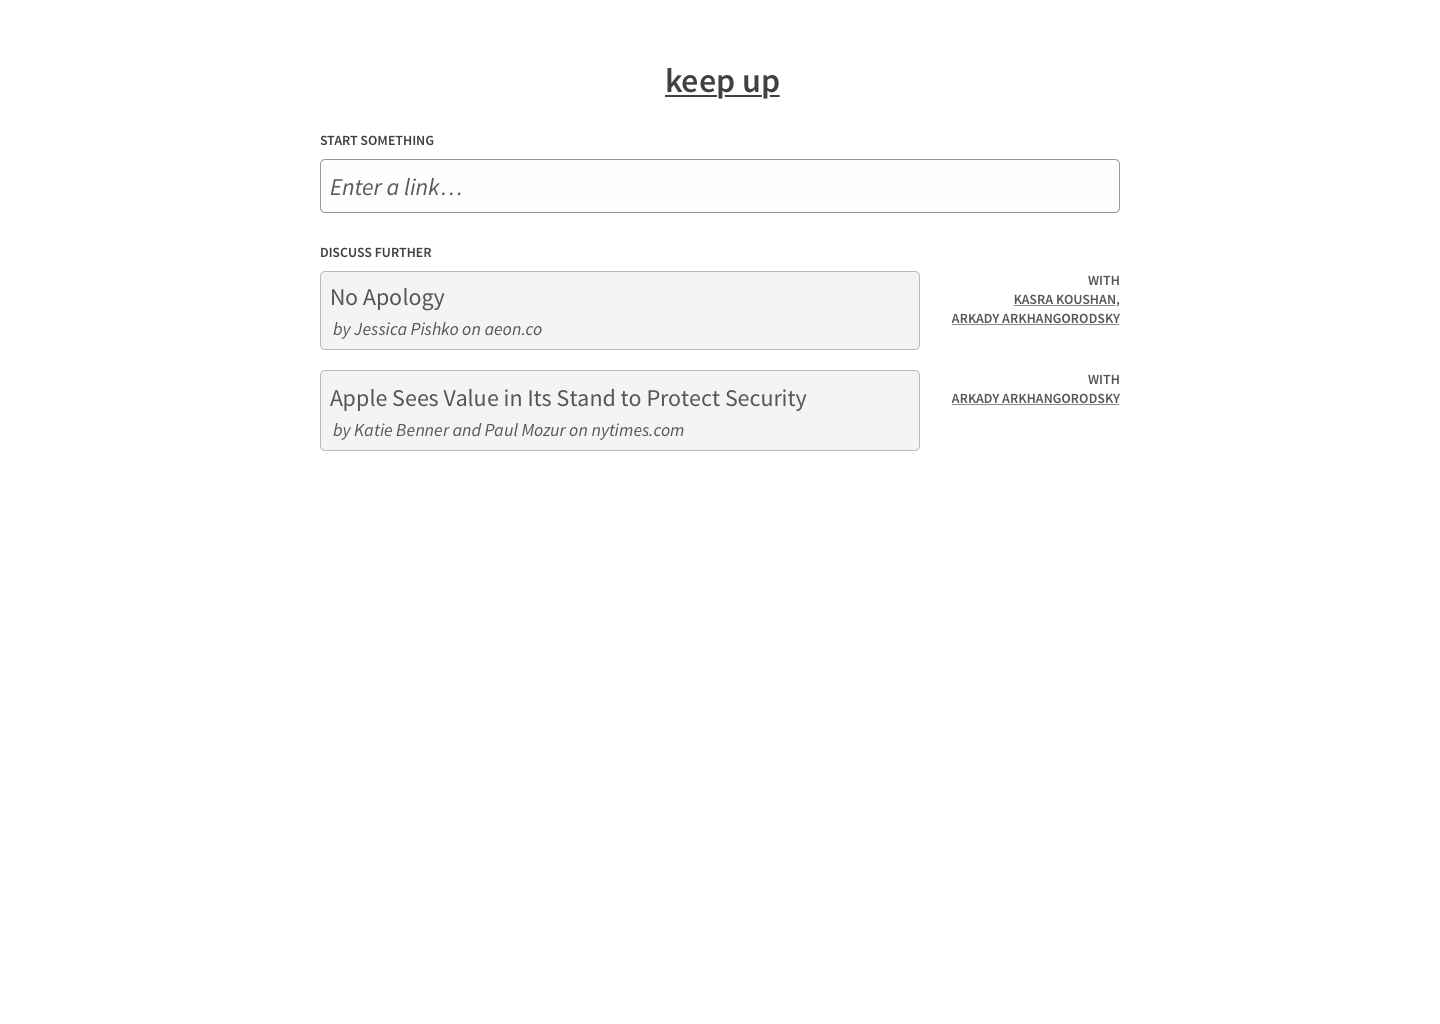 keep up
START SOMETHING
Enter a link…
DISCUSS FURTHER
No Apology
by Jessica Pishko on aeon.co
WITH
KASRA KOUSHAN,
ARKADY ARKHANGORODSKY
Apple Sees Value in Its Stand to Protect Security
by Katie Benner and Paul Mozur on nytimes.com
WITH
ARKADY ARKHANGORODSKY